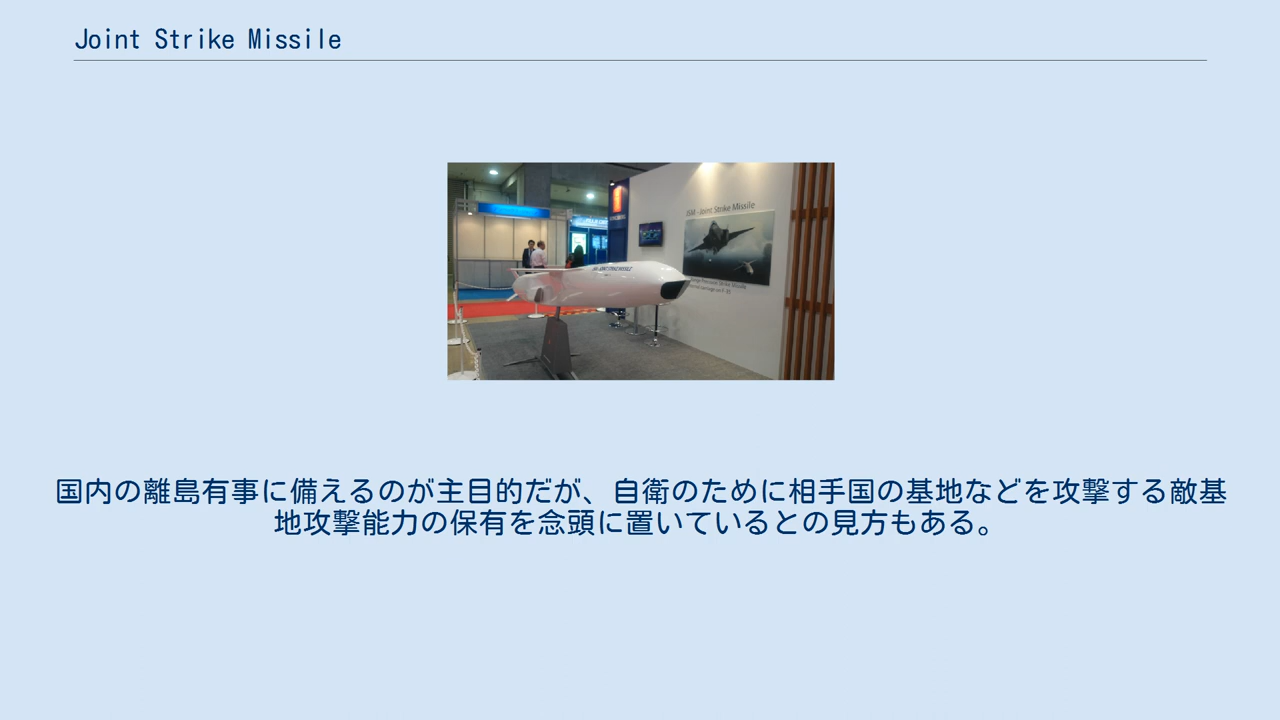 Joint Strike Missile
JSM - Joint Strike Missile
国内の離島有事に備えるのが主目的だが、自衛のために相手国の基地などを攻撃する敵基
地攻撃能力の保有を念頭に置いているとの見方もある。